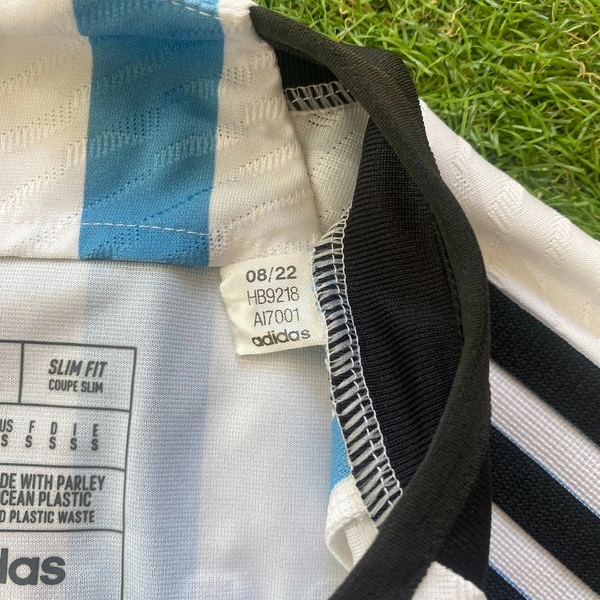 08/22
HB9218
AI7001
adidas
SLIM FIT
COUPE SLIM
US F D I E
S S S S S
DE WITH PARLEY
CEAN PLASTIC
D PLASTIC WASTE
das